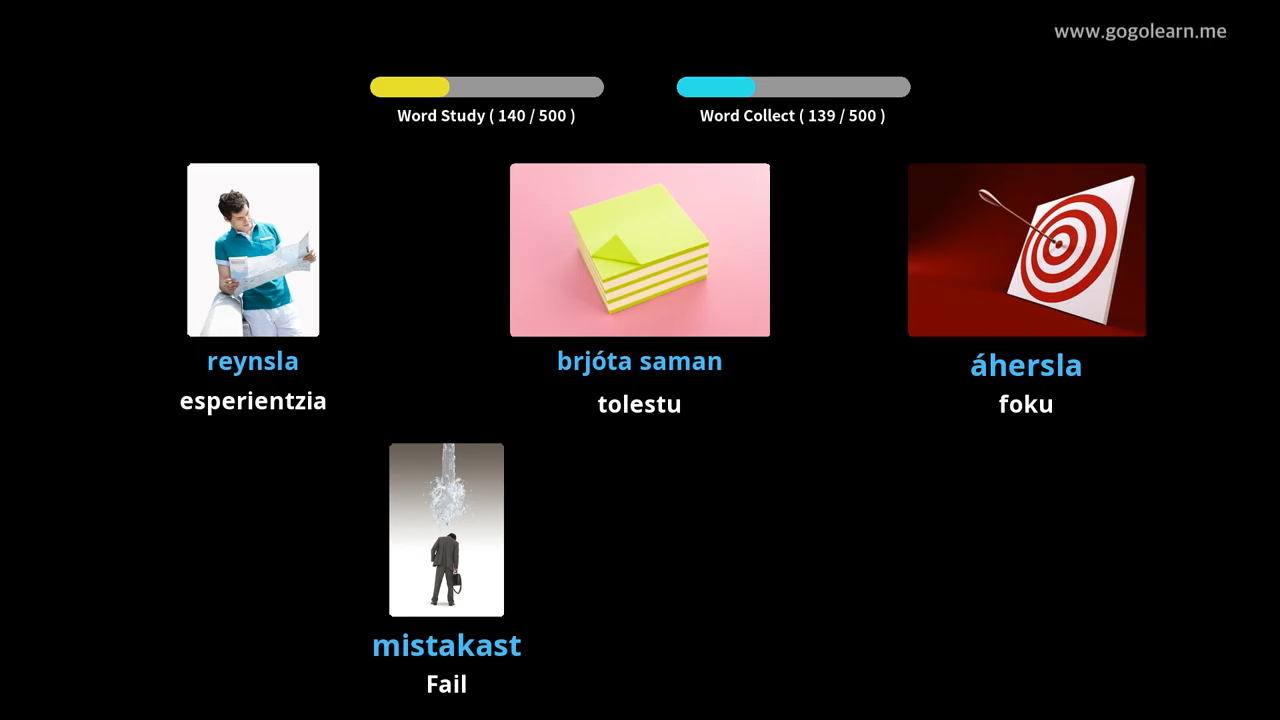 www.gogolearn.me
Word Study ( 140 / 500 )
Word Collect ( 139 / 500 )
reynsla
esperientzia
brjóta saman
tolestu
áhersla
foku
mistakast
Fail